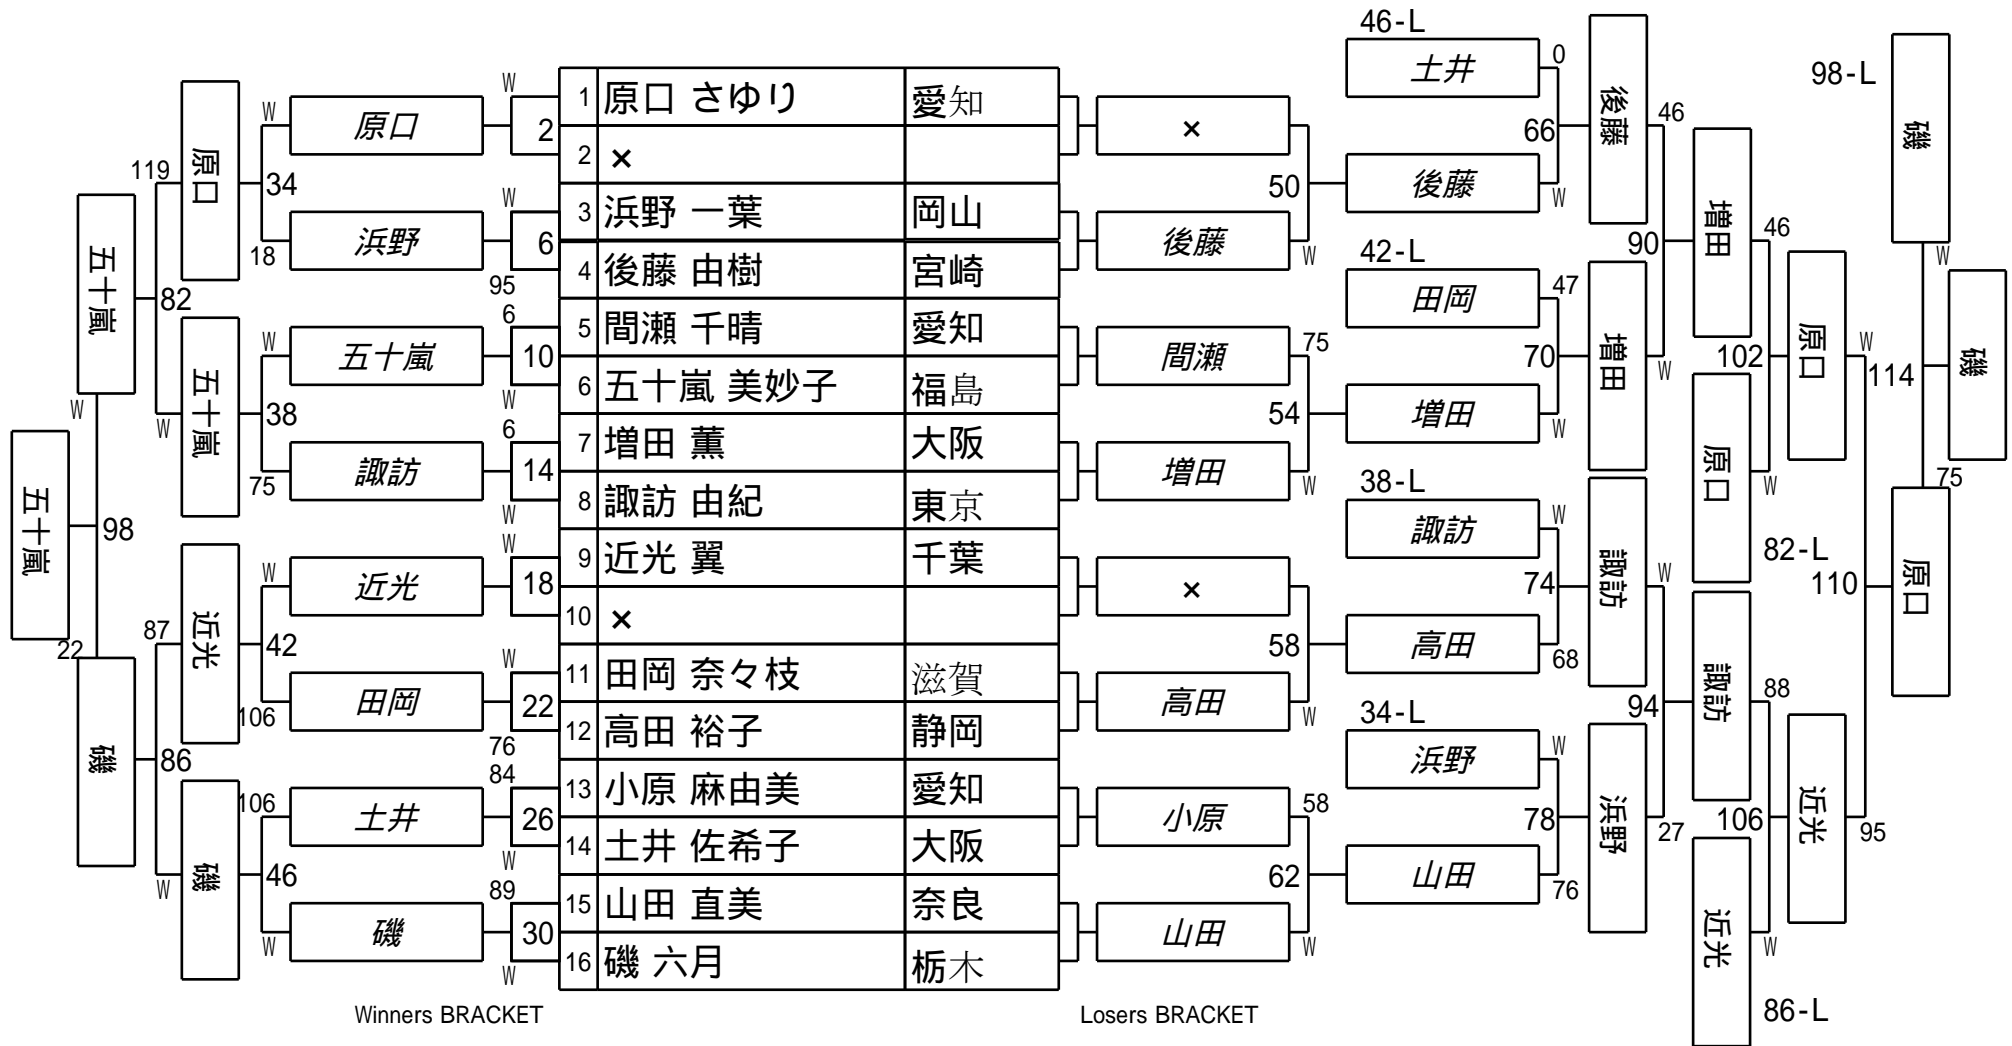 46-L
土井
0
98-L
1 原口 さゆり 愛知
2 ×
3 浜野 一葉 岡山
4 後藤 由樹 宮崎
5 間瀬 千晴 愛知
6 五十嵐 美妙子 福島
7 増田 薫 大阪
8 諏訪 由紀 東京
9 近光 翼 千葉
10 ×
11 田岡 奈々枝 滋賀
12 高田 裕子 静岡
13 小原 麻由美 愛知
14 土井 佐希子 大阪
15 山田 直美 奈良
16 磯 六月 栃木
W
2
W
6
95
6
10
W
6
14
W
W
18
W
22
76
84
26
W
89
30
W
原口
浜野
五十嵐
諏訪
近光
田岡
土井
磯
W
34
18
W
38
75
W
42
106
106
46
W
原口
五十嵐
近光
磯
119
82
W
87
86
W
五十嵐
磯
W
98
22
五十嵐
×
後藤
間瀬
増田
×
高田
小原
山田
50
W
75
54
W
58
W
58
62
W
後藤
66
W
42-L
田岡
47
70
増田
W
38-L
諏訪
W
74
高田
68
34-L
浜野
W
78
山田
76
後藤
増田
諏訪
浜野
46
90
W
W
94
27
増田
原口
82-L
諏訪
近光
86-L
46
102
W
88
106
W
原口
近光
W
110
95
磯
原口
W
114
75
磯
Winners BRACKET
Losers BRACKET